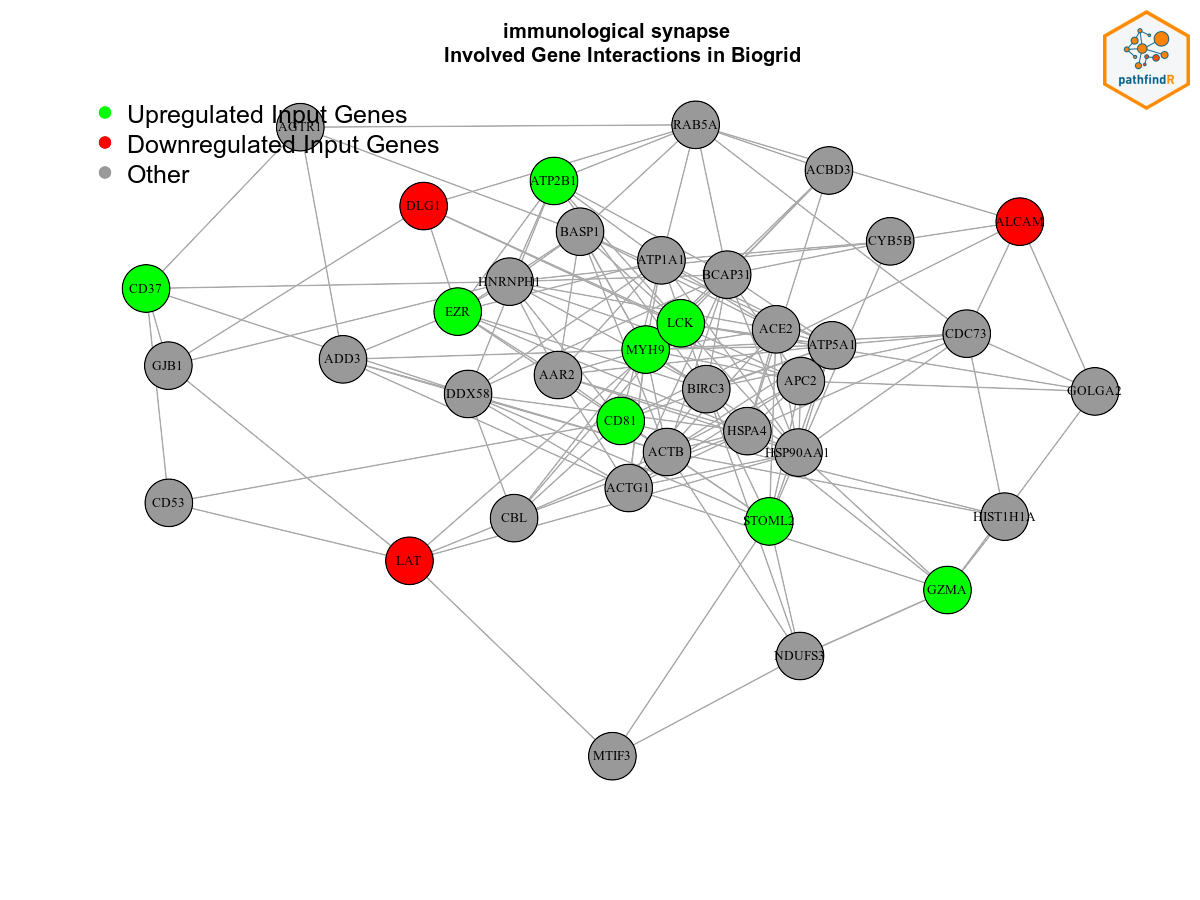 immunological synapse
Involved Gene Interactions in Biogrid
pathfindR
Upregulated Input Genes
Downregulated Input Genes
Other
AGTR1
RAB5A
ACBD3
ATP2B1
DLG1
ALCAM
BASP1
CYB5B
ATP1A1
BCAP31
HNRNPH1
CD37
EZR
LCK
ACE2
CDC73
MYH9
ATP5A1
ADD3
GJB1
AAR2
APC2
BIRC3
GOLGA2
DDX58
CD81
HSPA4
ACTB
HSP90AA1
ACTG1
CD53
CBL
STOML2
HIST1H1A
LAT
GZMA
NDUFS3
MTIF3